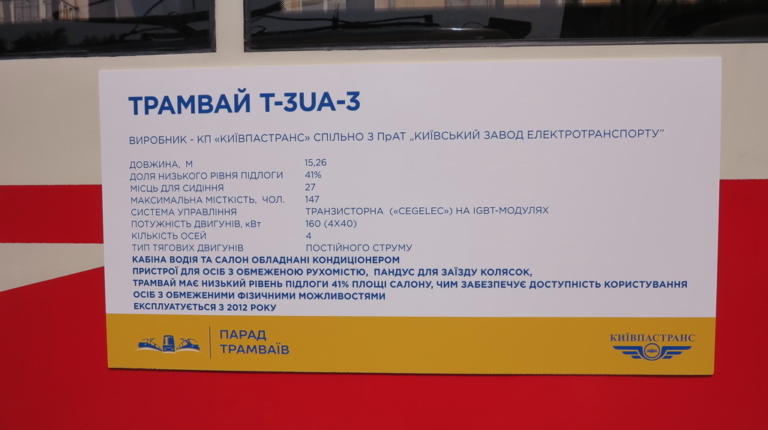 ТРАМВАЙ Т-3UA-3
ВИРОБНИК - КП «КИЇВПАСТРАНС» СПІЛЬНО З ПрАТ „КИЇВСЬКИЙ ЗАВОД ЕЛЕКТРОТРАНСПОРТУ”
ДОВЖИНА, М 15,26
ДОЛЯ НИЗЬКОГО РІВНЯ ПІДЛОГИ 41%
МІСЦЬ ДЛЯ СИДІННЯ 27
МАКСИМАЛЬНА МІСТКІСТЬ, ЧОЛ. 147
СИСТЕМА УПРАВЛІННЯ ТРАНЗИСТОРНА («CEGELEC») НА IGBT-МОДУЛЯХ
ПОТУЖНІСТЬ ДВИГУНІВ, кВт 160 (4Х40)
КІЛЬКІСТЬ ОСЕЙ 4
ТИП ТЯГОВИХ ДВИГУНІВ ПОСТІЙНОГО СТРУМУ
КАБІНА ВОДІЯ ТА САЛОН ОБЛАДНАНІ КОНДИЦІОНЕРОМ
ПРИСТРОЇ ДЛЯ ОСІБ З ОБМЕЖЕНОЮ РУХОМІСТЮ, ПАНДУС ДЛЯ ЗАЇЗДУ КОЛЯСОК,
ТРАМВАЙ МАЄ НИЗЬКИЙ РІВЕНЬ ПІДЛОГИ 41% ПЛОЩІ САЛОНУ, ЧИМ ЗАБЕЗПЕЧУЄ ДОСТУПНІСТЬ КОРИСТУВАННЯ
ОСІБ З ОБМЕЖЕНИМИ ФІЗИЧНИМИ МОЖЛИВОСТЯМИ
ЕКСПЛУАТУЄТЬСЯ З 2012 РОКУ
ПАРАД
ТРАМВАЇВ
КИЇВПАСТРАНС